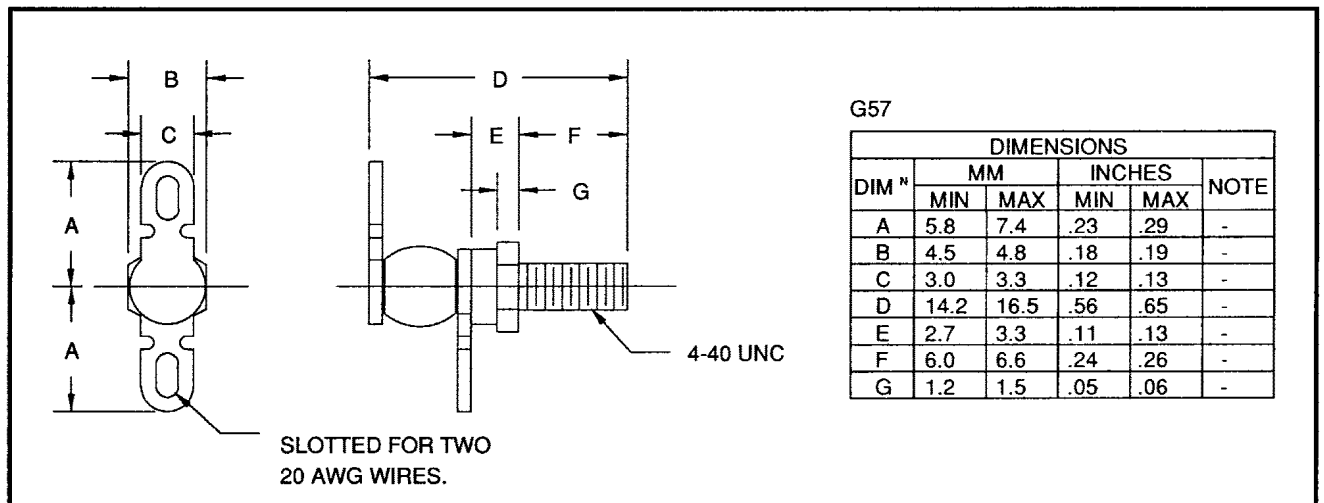 B
C
A
A
SLOTTED FOR TWO
20 AWG WIRES.
D
E F
G
4-40 UNC
G57
DIMENSIONS
DIM N MM INCHES NOTE
MIN MAX MIN MAX
A 5.8 7.4 .23 .29 -
B 4.5 4.8 .18 .19 -
C 3.0 3.3 .12 .13 -
D 14.2 16.5 .56 .65 -
E 2.7 3.3 .11 .13 -
F 6.0 6.6 .24 .26 -
G 1.2 1.5 .05 .06 -